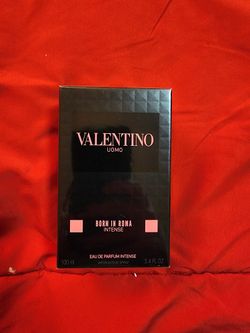 VALENTINO
UOMO
BORN IN ROMA
INTENSE
EAU DE PARFUM INTENSE
100 ml 3.4 FL.OZ